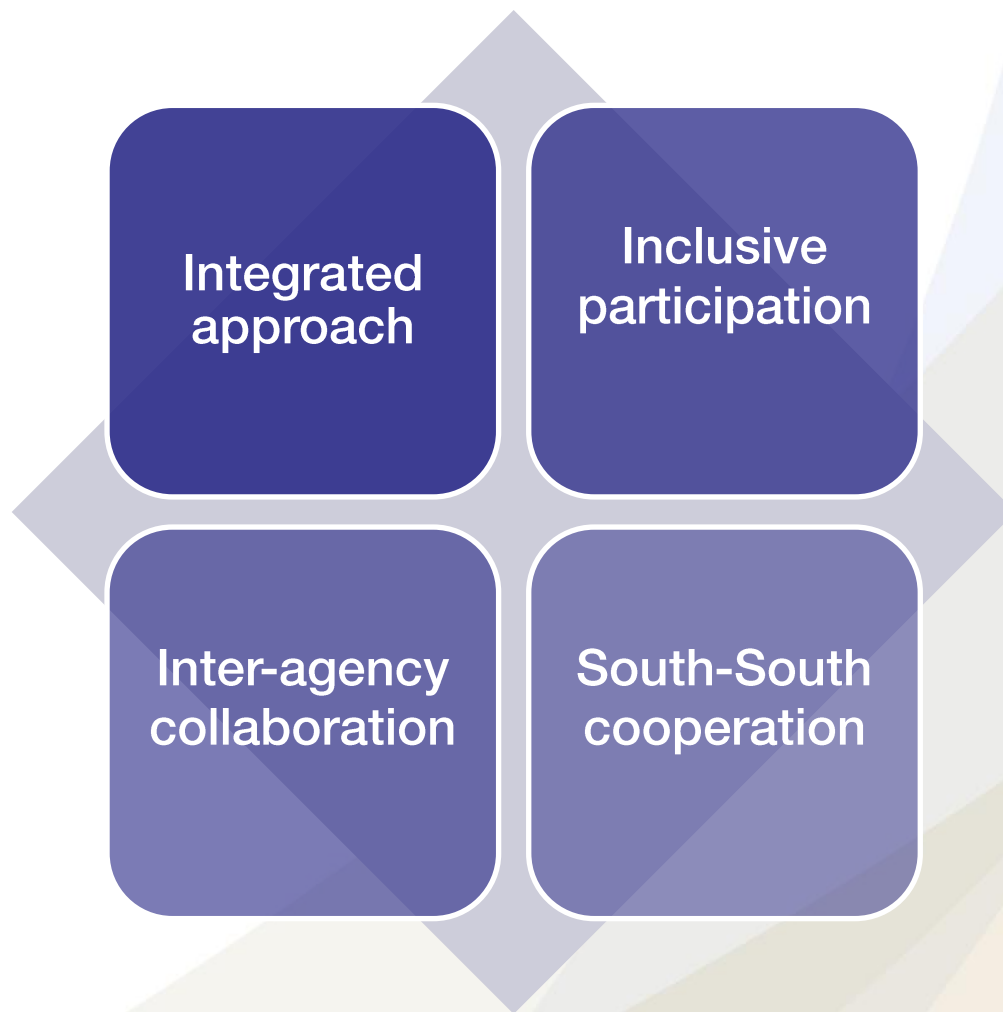 Integrated
approach
Inclusive
participation
Inter-agency
collaboration
South-South
cooperation